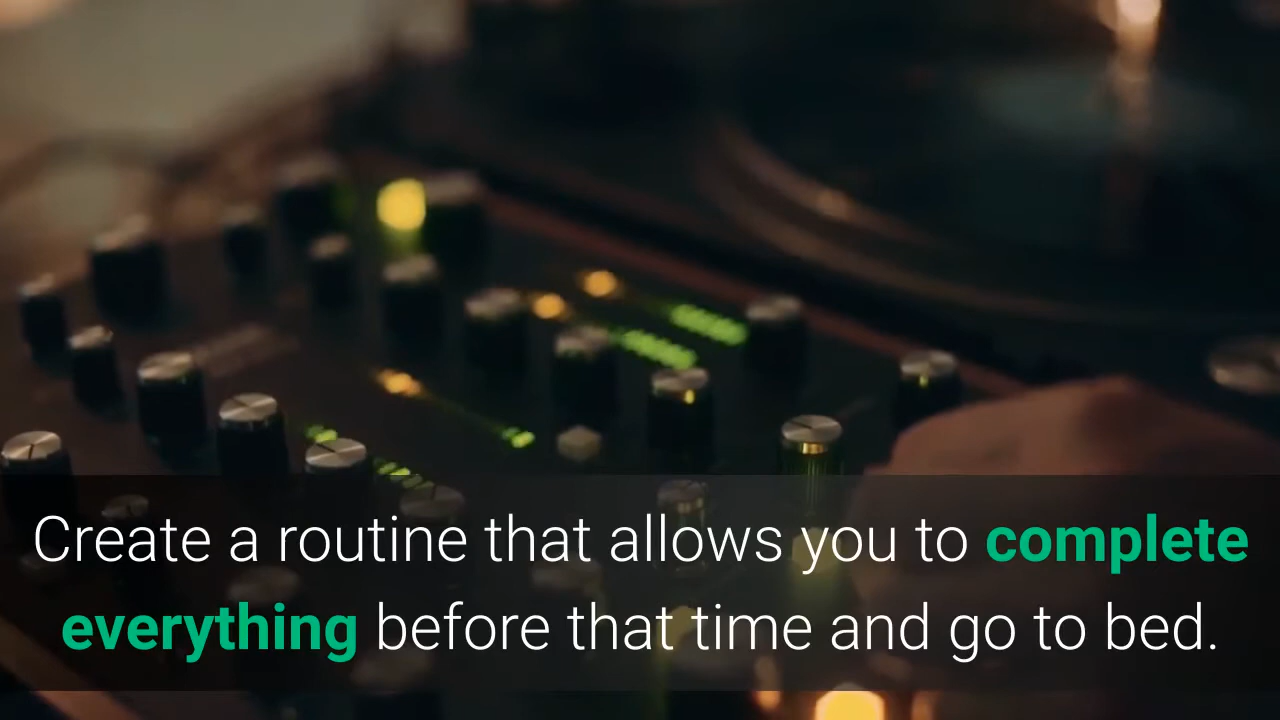 Create a routine that allows you to complete
everything before that time and go to bed.